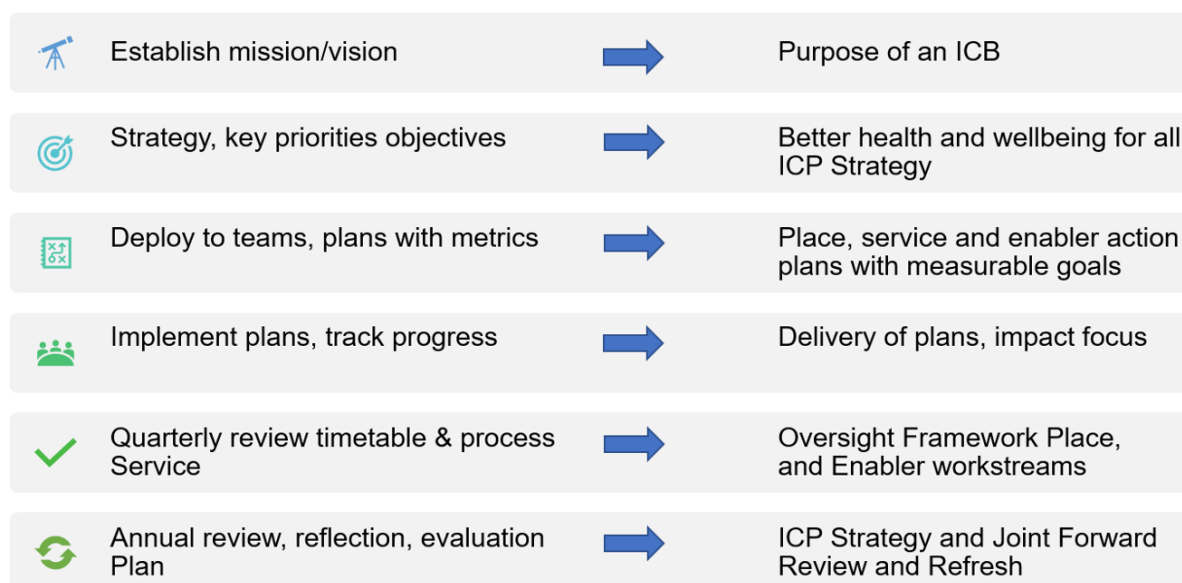 Establish mission/vision
Purpose of an ICB
Strategy, key priorities objectives
Better health and wellbeing for all
ICP Strategy
Deploy to teams, plans with metrics
Place, service and enabler action
plans with measurable goals
Implement plans, track progress
Delivery of plans, impact focus
Quarterly review timetable & process
Service
Oversight Framework Place,
and Enabler workstreams
Annual review, reflection, evaluation
Plan
ICP Strategy and Joint Forward
Review and Refresh